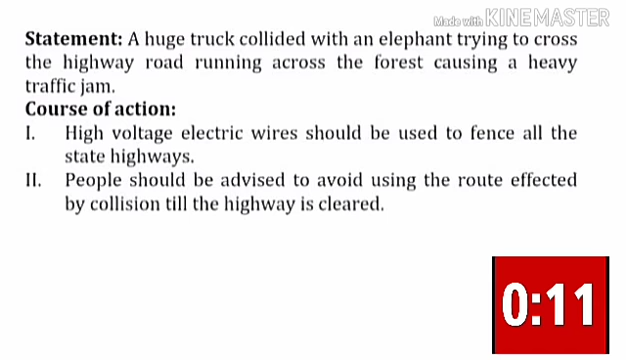 Made with KINEMASTER
Statement: A huge truck collided with an elephant trying to cross
the highway road running across the forest causing a heavy
traffic jam.
Course of action:
I. High voltage electric wires should be used to fence all the
state highways.
II. People should be advised to avoid using the route effected
by collision till the highway is cleared.
0:11